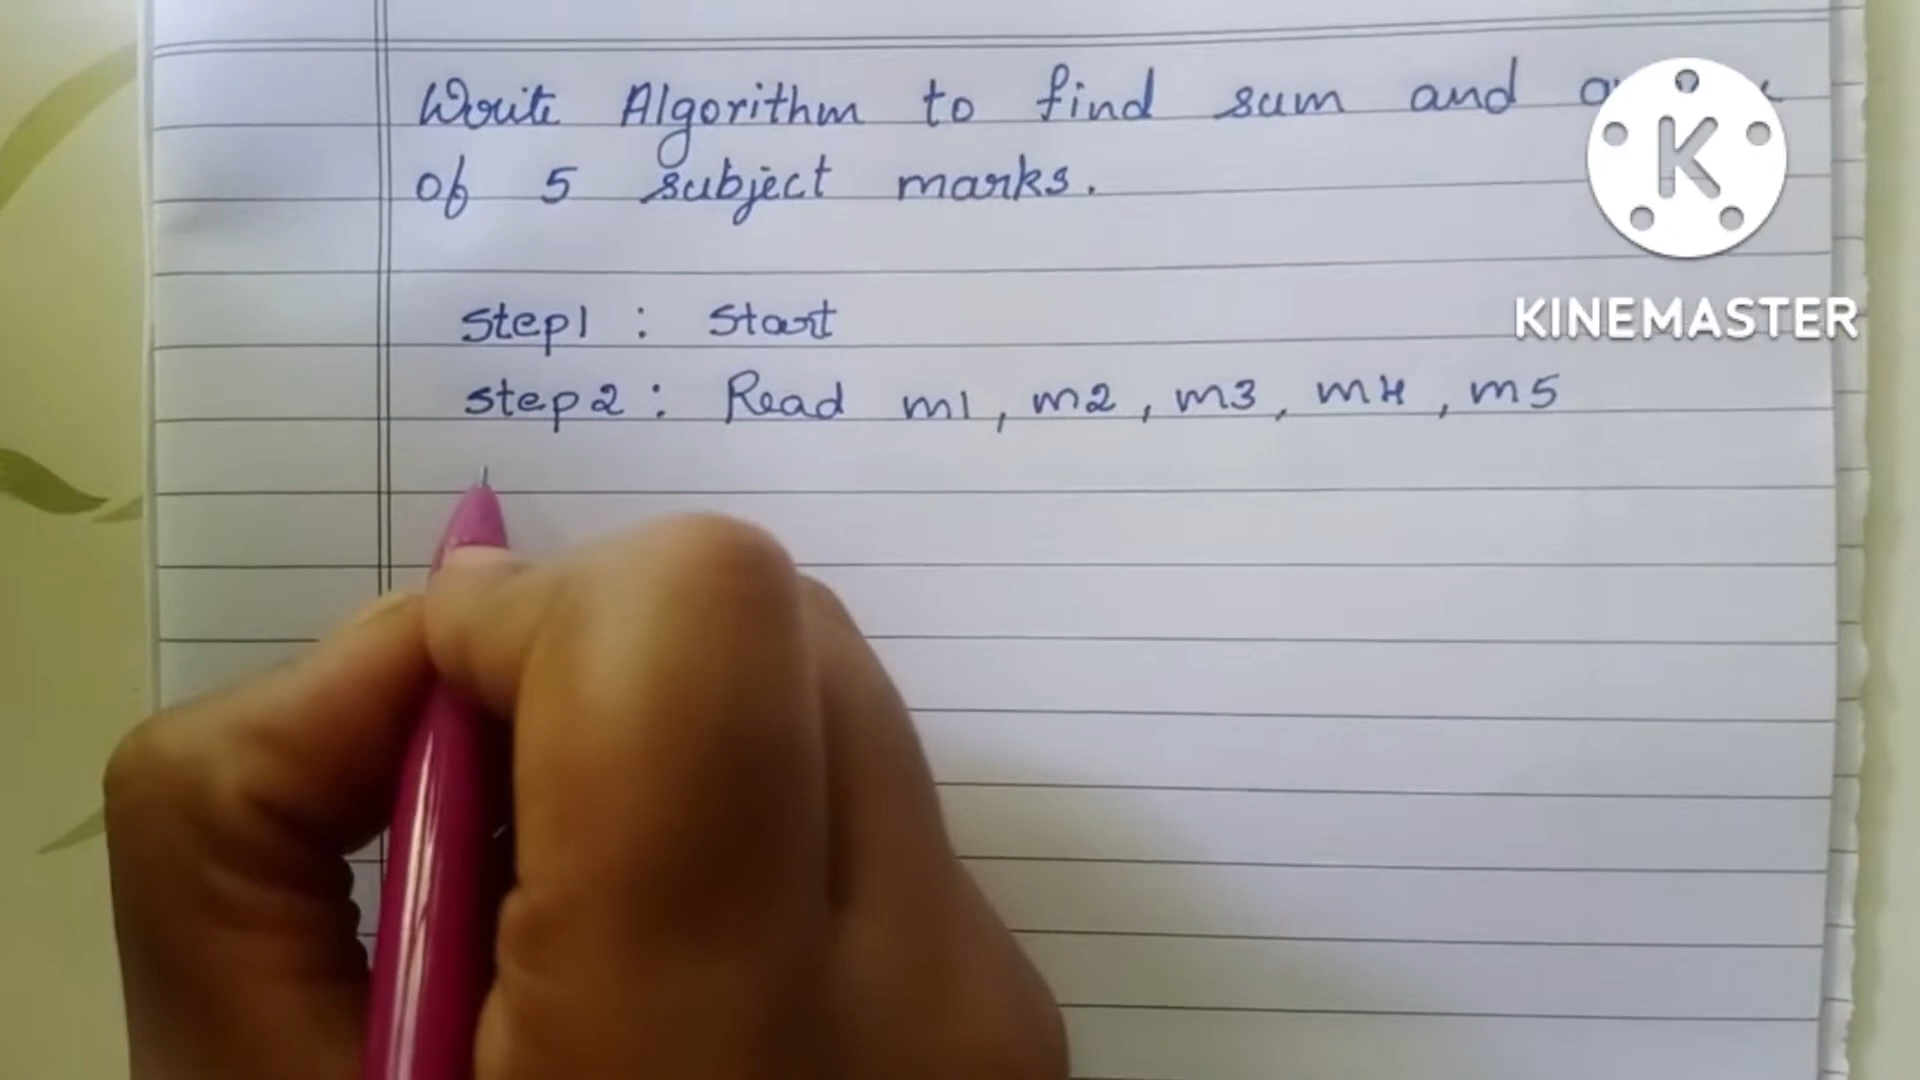 Write Algorithm to find sum and
of 5 subject marks.
Step1 : Start
Step2 : Read m1, m2, m3, m4, m5
K
KINEMASTER